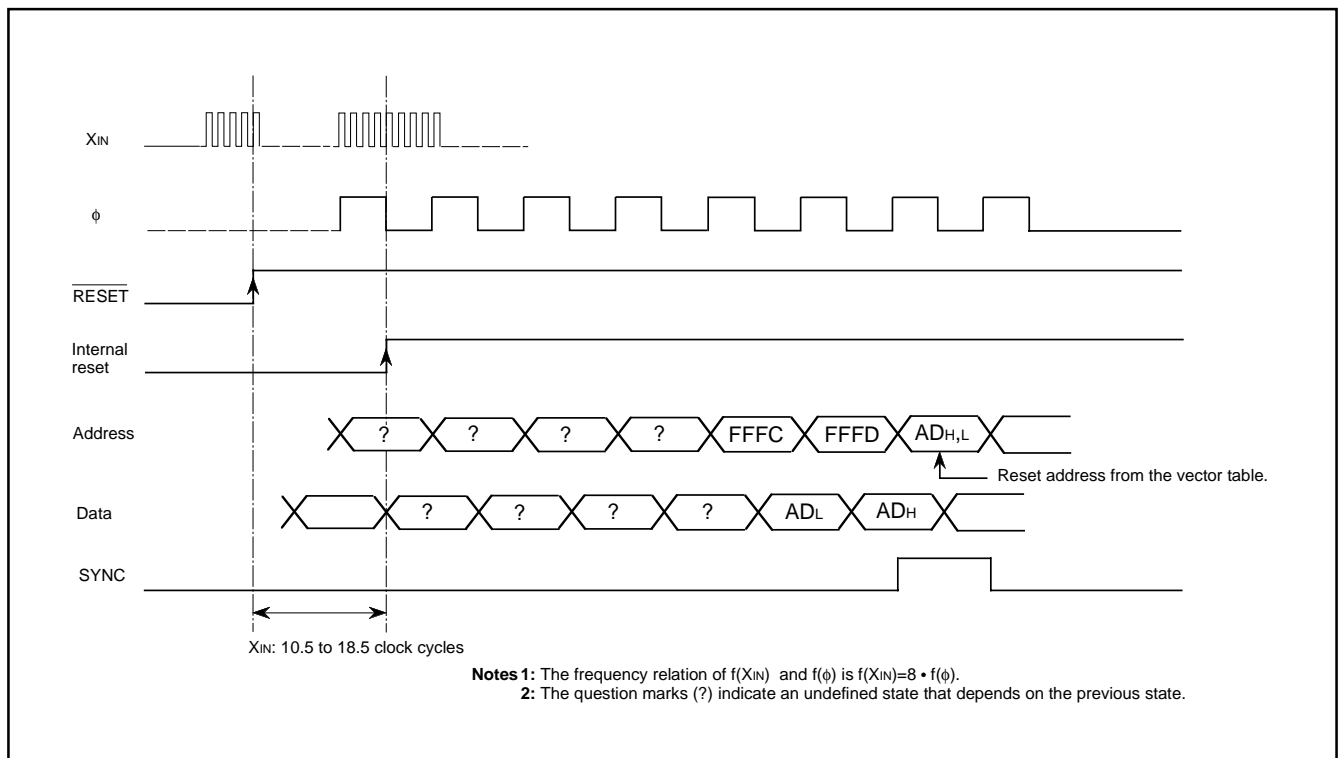 XIN
ϕ
RESET
Internal
reset
Address
? ? ? ? FFFC FFFD ADH,L
Reset address from the vector table.
Data
? ? ? ? ADL ADH
SYNC
XIN: 10.5 to 18.5 clock cycles
Notes 1: The frequency relation of f(XIN) and f(ϕ) is f(XIN)=8 • f(ϕ).
2: The question marks (?) indicate an undefined state that depends on the previous state.